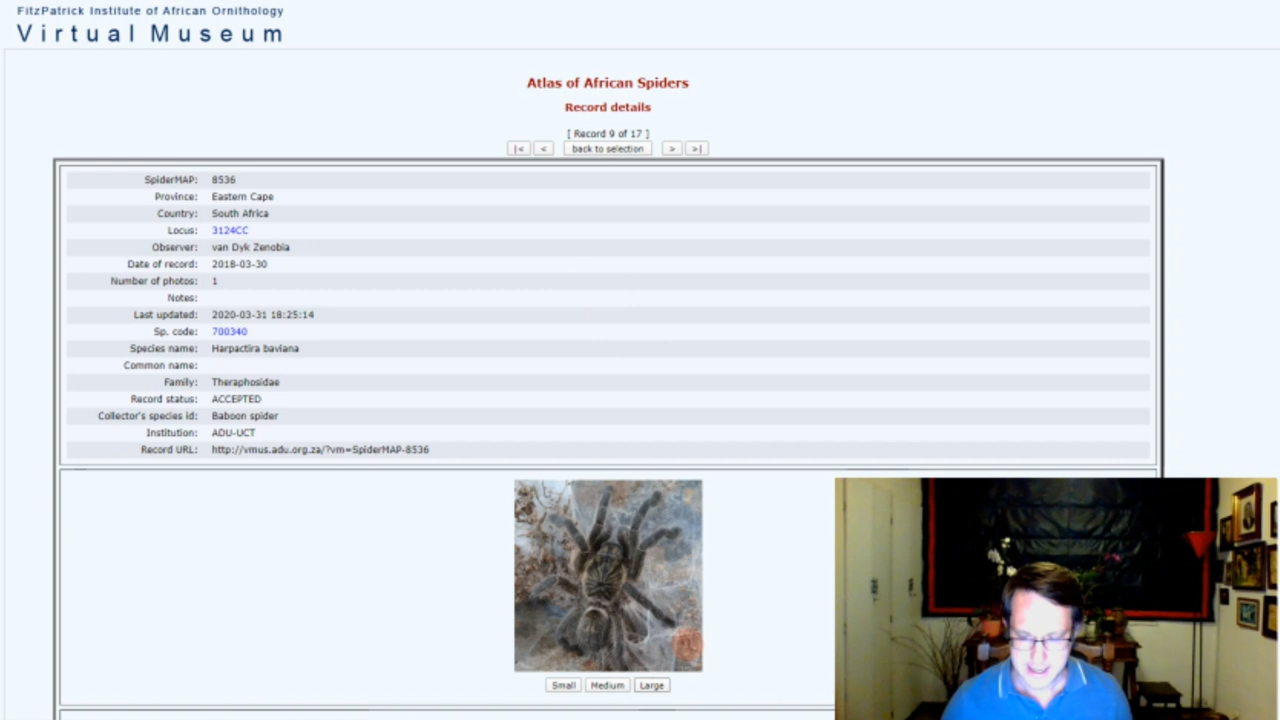 FitzPatrick Institute of African Ornithology
Virtual Museum
Atlas of African Spiders
Record details
[ Record 9 of 17 ]
|< < back to selection > >|
SpiderMAP: 8536
Province: Eastern Cape
Country: South Africa
Locus: 3124CC
Observer: van Dyk Zenobia
Date of record: 2018-03-30
Number of photos: 1
Notes:
Last updated: 2020-03-31 18:25:14
Sp. code: 700340
Species name: Harpactira baviana
Common name:
Family: Theraphosidae
Record status: ACCEPTED
Collector's species id: Baboon spider
Institution: ADU-UCT
Record URL: http://vmus.adu.org.za/?vm=SpiderMAP-8536
Small Medium Large